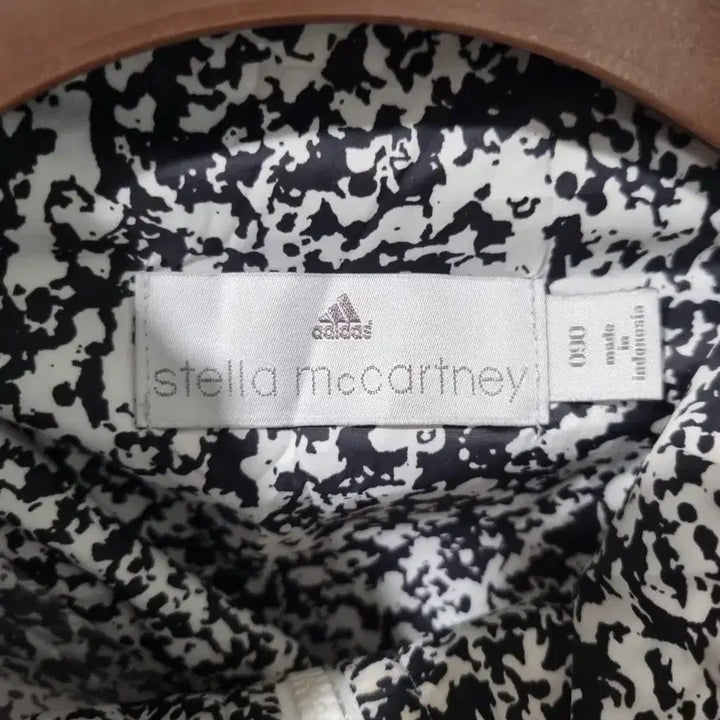 adidas
stella mccartney
090
made
in
indonesia